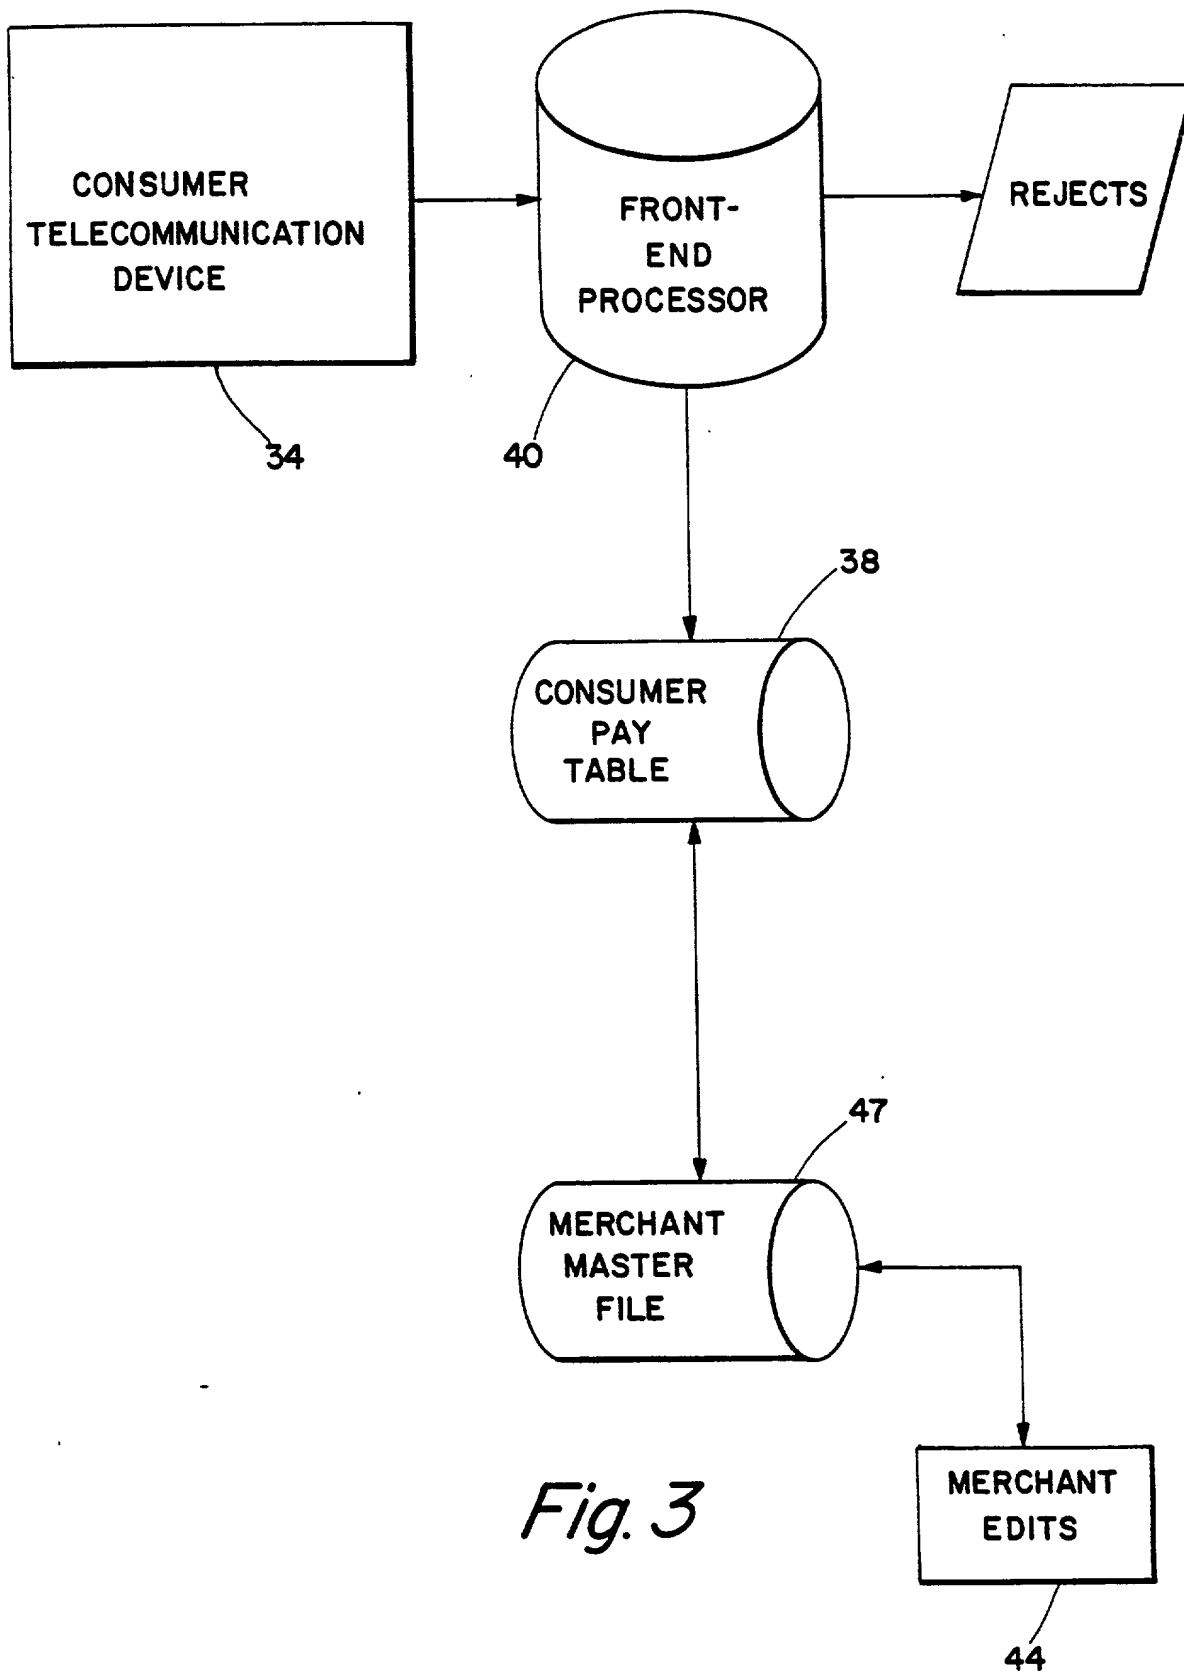 CONSUMER
TELECOMMUNICATION
DEVICE
34
FRONT-
END
PROCESSOR
40
REJECTS
38
CONSUMER
PAY
TABLE
47
MERCHANT
MASTER
FILE
MERCHANT
EDITS
44
Fig. 3